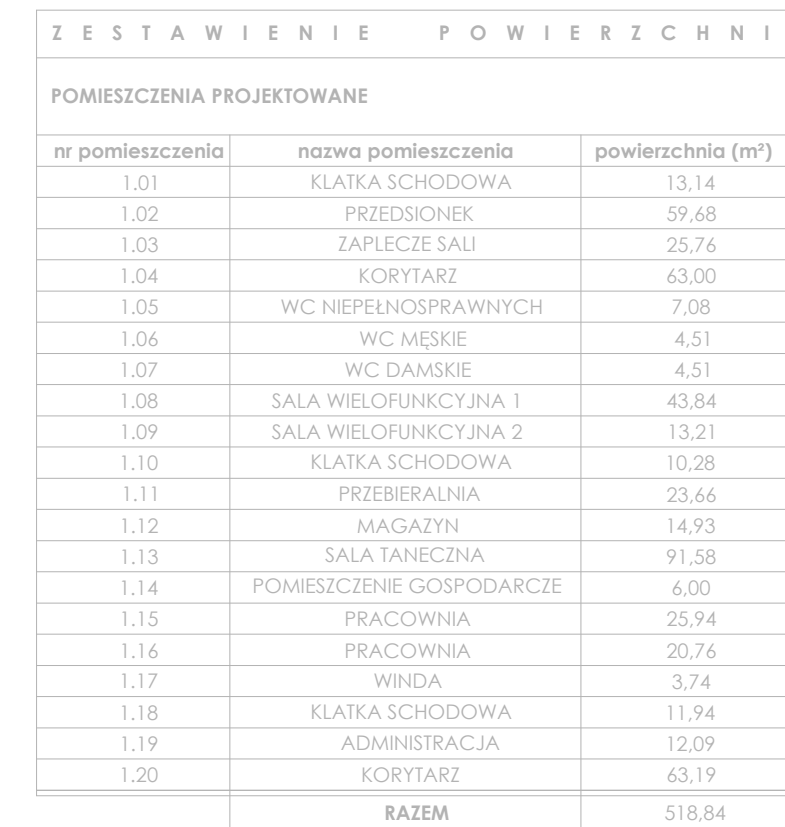 ZESTAWIENIE POWIERZCHNI
POMIESZCZENIA PROJEKTOWANE
nr pomieszczenia nazwa pomieszczenia powierzchnia (m²)
1.01 KLATKA SCHODOWA 13,14
1.02 PRZEDSIONEK 59,68
1.03 ZAPLECZE SALI 25,76
1.04 KORYTARZ 63,00
1.05 WC NIEPEŁNOSPRAWNYCH 7,08
1.06 WC MĘSKIE 4,51
1.07 WC DAMSKIE 4,51
1.08 SALA WIELOFUNKCYJNA 1 43,84
1.09 SALA WIELOFUNKCYJNA 2 13,21
1.10 KLATKA SCHODOWA 10,28
1.11 PRZEBIERALNIA 23,66
1.12 MAGAZYN 14,93
1.13 SALA TANECZNA 91,58
1.14 POMIESZCZENIE GOSPODARCZE 6,00
1.15 PRACOWNIA 25,94
1.16 PRACOWNIA 20,76
1.17 WINDA 3,74
1.18 KLATKA SCHODOWA 11,94
1.19 ADMINISTRACJA 12,09
1.20 KORYTARZ 63,19
RAZEM 518,84